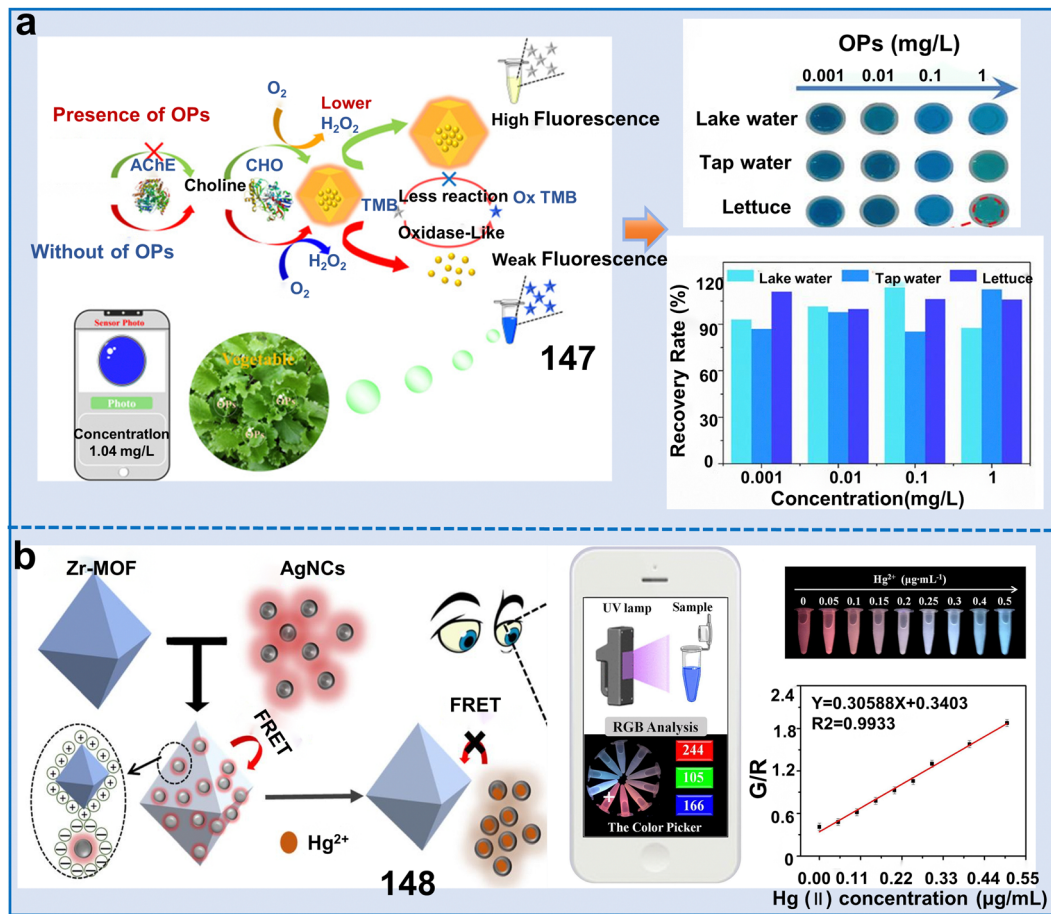 a
Presence of OPs
O₂
Lower
H₂O₂
High Fluorescence
AChE
CHO
Choline
TMB
Less reaction
Ox TMB
Oxidase-Like
Without of OPs
H₂O₂
O₂
Weak Fluorescence
147
Sensor Photo
Photo
Concentration
1.04 mg/L
Vegetable
OPs
OPs
OPs
OPs (mg/L)
0.001 0.01 0.1 1
Lake water
Tap water
Lettuce
Lake water Tap water Lettuce
Recovery Rate (%)
120
90
60
30
0
0.001 0.01 0.1 1
Concentration(mg/L)
b
Zr-MOF
AgNCs
FRET
FRET
Hg²⁺
148
UV lamp
Sample
RGB Analysis
244
105
166
The Color Picker
Hg²⁺ (μg·mL⁻¹)
0 0.05 0.1 0.15 0.2 0.25 0.3 0.4 0.5
Y=0.30588X+0.3403
R2=0.9933
G/R
2.4
1.8
1.2
0.6
0
0.00 0.11 0.22 0.33 0.44 0.55
Hg (Ⅱ) concentration (μg/mL)